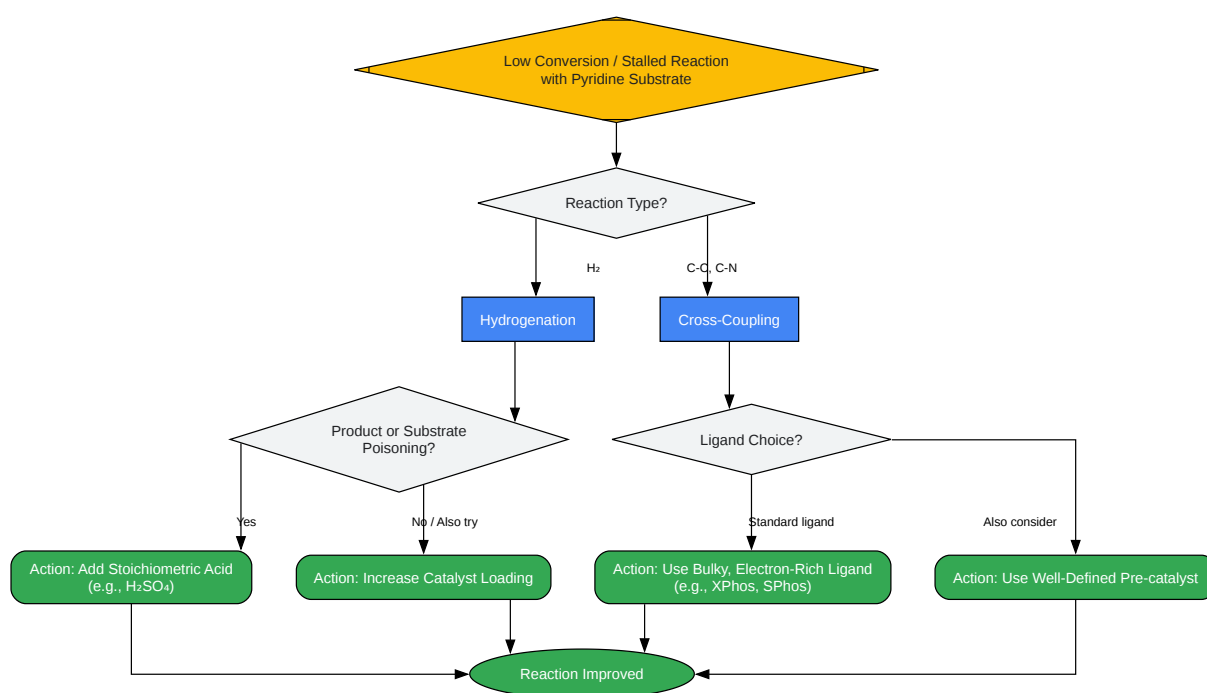 Low Conversion / Stalled Reaction
with Pyridine Substrate
Reaction Type?
H₂
C-C, C-N
Hydrogenation
Cross-Coupling
Product or Substrate
Poisoning?
Ligand Choice?
Yes
No / Also try
Standard ligand
Also consider
Action: Add Stoichiometric Acid
(e.g., H₂SO₄)
Action: Increase Catalyst Loading
Action: Use Bulky, Electron-Rich Ligand
(e.g., XPhos, SPhos)
Action: Use Well-Defined Pre-catalyst
Reaction Improved